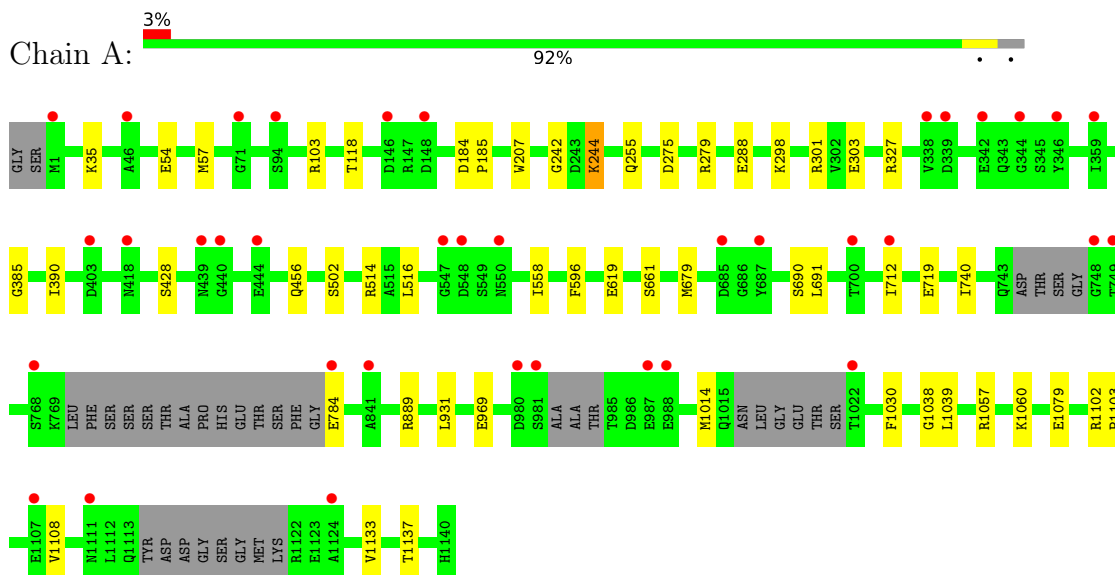 3%
Chain A:
92%
GLY SER M1 K35 A46 E54 M57 G71 S94 R103 T118 D146 R147 D148 D184 P185 W207 G242 D243 K244 Q255 D275 R279 E288 K298 R301 V302 E303 R327 V338 D339 E342 Q343 G344 S345 Y346 I359
G385 I390 D403 N418 S428 N439 G440 E444 Q456 S502 R514 A515 L516 G547 D548 S549 N550 I558 F596 E619 S661 M679 D685 G686 Y687 S690 L691 T700 I712 E719 I740 Q743 ASP THR SER GLY G748 T749
S768 K769 LEU PHE SER SER SER THR ALA PRO HIS GLU THR SER PHE GLY E784 A841 R889 L931 E969 D980 S981 ALA ALA THR T985 D986 E987 E988 M1014 Q1015 ASN LEU GLY GLU THR SER T1022 F1030 G1038 L1039 R1057 K1060 E1079 R1102 R1103
E1107 V1108 N1111 L1112 Q1113 TYR ASP ASP GLY SER GLY MET LYS R1122 E1123 A1124 V1133 T1137 H1140